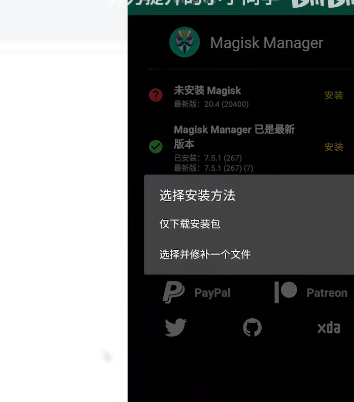 Magisk Manager
未安装 Magisk
安装
最新版：20.4 (20400)
Magisk Manager 已是最新
版本
安装
已安装：7.5.1 (267)
最新版：7.5.1 (267) (7)
选择安装方法
仅下载安装包
选择并修补一个文件
PayPal
Patreon
xda